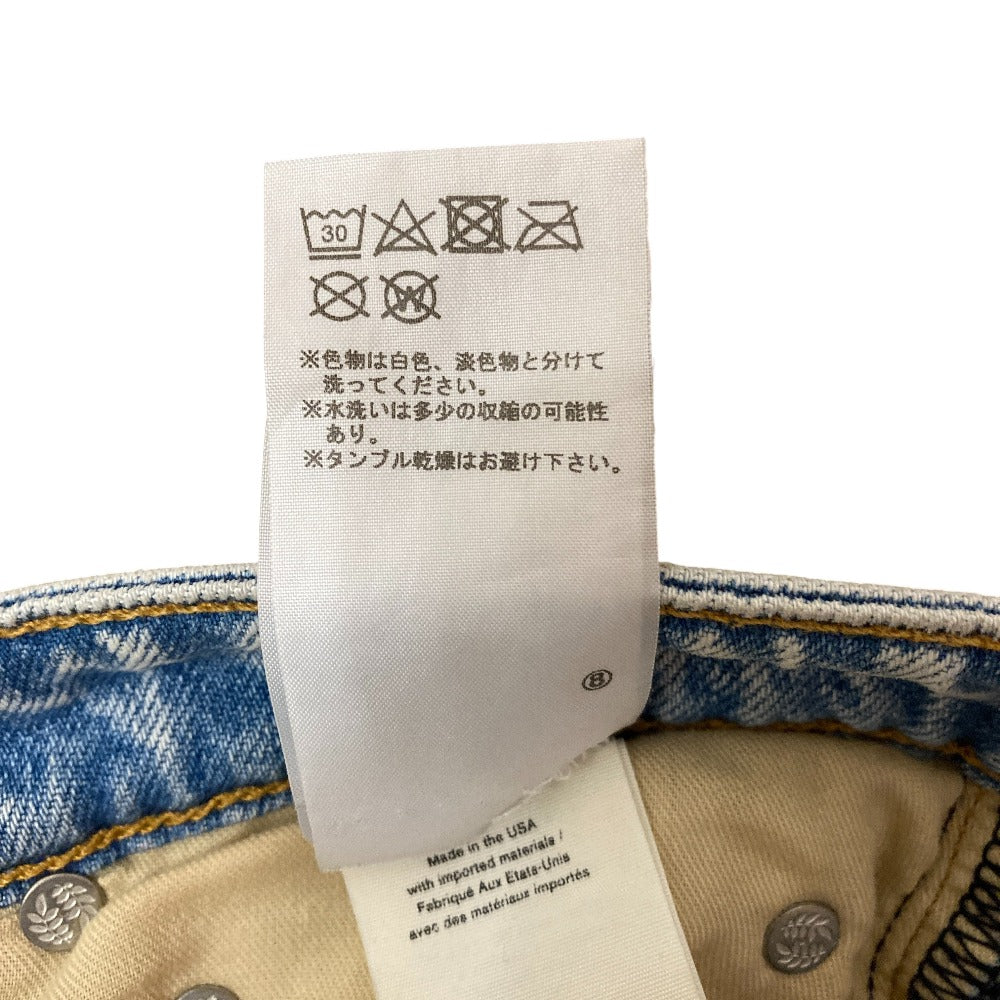 30
W
※色物は白色、淡色物と分けて
洗ってください。
※水洗いは多少の収縮の可能性
あり。
※タンブル乾燥はお避け下さい。
Ⓑ
Made in the USA
with imported materials /
Fabriqué Aux Etats-Unis
avec des matériaux importés